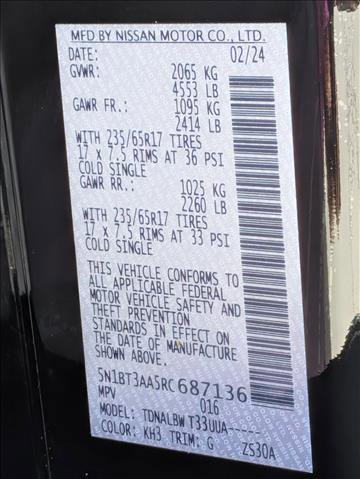 MFD BY NISSAN MOTOR CO., LTD.
DATE: 02/24
GVWR: 2065 KG
4553 LB
GAWR FR.: 1095 KG
2414 LB
WITH 235/65R17 TIRES
17 x 7.5 RIMS AT 36 PSI
COLD SINGLE
GAWR RR.: 1025 KG
2260 LB
WITH 235/65R17 TIRES
17 x 7.5 RIMS AT 33 PSI
COLD SINGLE
THIS VEHICLE CONFORMS TO
ALL APPLICABLE FEDERAL
MOTOR VEHICLE SAFETY AND
THEFT PREVENTION
STANDARDS IN EFFECT ON
THE DATE OF MANUFACTURE
SHOWN ABOVE.
5N1BT3AA5RC687136
MPV 016
MODEL: TDNALBW T33UUA-----
COLOR: KH3 TRIM: G ZS30A